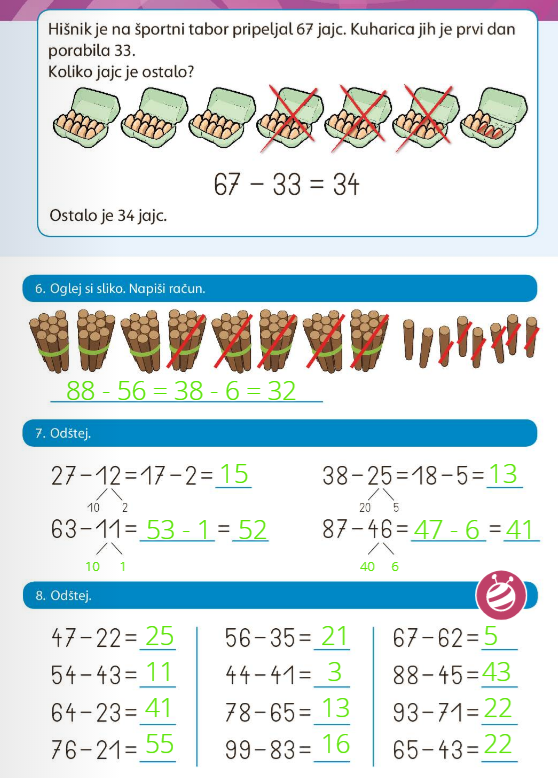 Hišnik je na športni tabor pripeljal 67 jajc. Kuharica jih je prvi dan
porabila 33.
Koliko jajc je ostalo?
67 – 33 = 34
Ostalo je 34 jajc.
6. Oglej si sliko. Napiši račun.
88 - 56 = 38 - 6 = 32
7. Odštej.
27 – 12 = 17 – 2 = 15
10 2
38 – 25 = 18 – 5 = 13
20 5
63 – 11 = 53 - 1 = 52
10 1
87 – 46 = 47 - 6 = 41
40 6
8. Odštej.
47 – 22 = 25
54 – 43 = 11
64 – 23 = 41
76 – 21 = 55
56 – 35 = 21
44 – 41 = 3
78 – 65 = 13
99 – 83 = 16
67 – 62 = 5
88 – 45 = 43
93 – 71 = 22
65 – 43 = 22